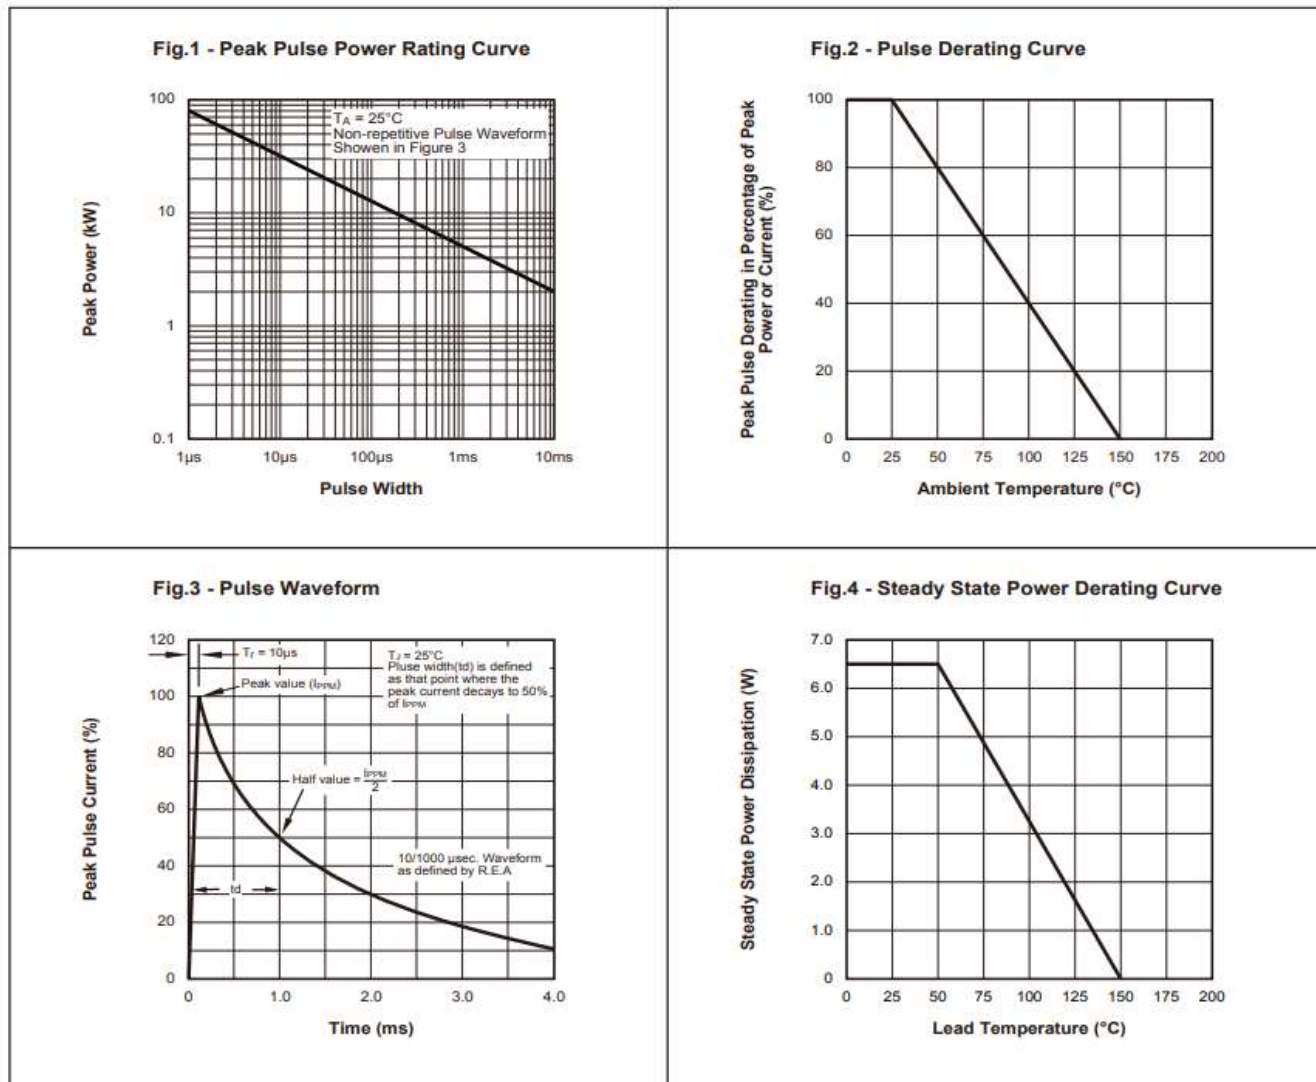 Fig.1 - Peak Pulse Power Rating Curve
Peak Power (kW)
100
10
1
0.1
TA = 25°C
Non-repetitive Pulse Waveform
Showen in Figure 3
1µs 10µs 100µs 1ms 10ms
Pulse Width
Fig.2 - Pulse Derating Curve
Peak Pulse Derating in Percentage of Peak
Power or Current (%)
100
80
60
40
20
0
0 25 50 75 100 125 150 175 200
Ambient Temperature (°C)
Fig.3 - Pulse Waveform
Peak Pulse Current (%)
120
100
80
60
40
20
0
Tr = 10µs
Peak value (IPPM)
TJ = 25°C
Pluse width(td) is defined
as that point where the
peak current decays to 50%
of IPPM
Half value = IPPM
2
10/1000 µsec. Waveform
as defined by R.E.A
td
0 1.0 2.0 3.0 4.0
Time (ms)
Fig.4 - Steady State Power Derating Curve
Steady State Power Dissipation (W)
7.0
6.0
5.0
4.0
3.0
2.0
1.0
0
0 25 50 75 100 125 150 175 200
Lead Temperature (°C)